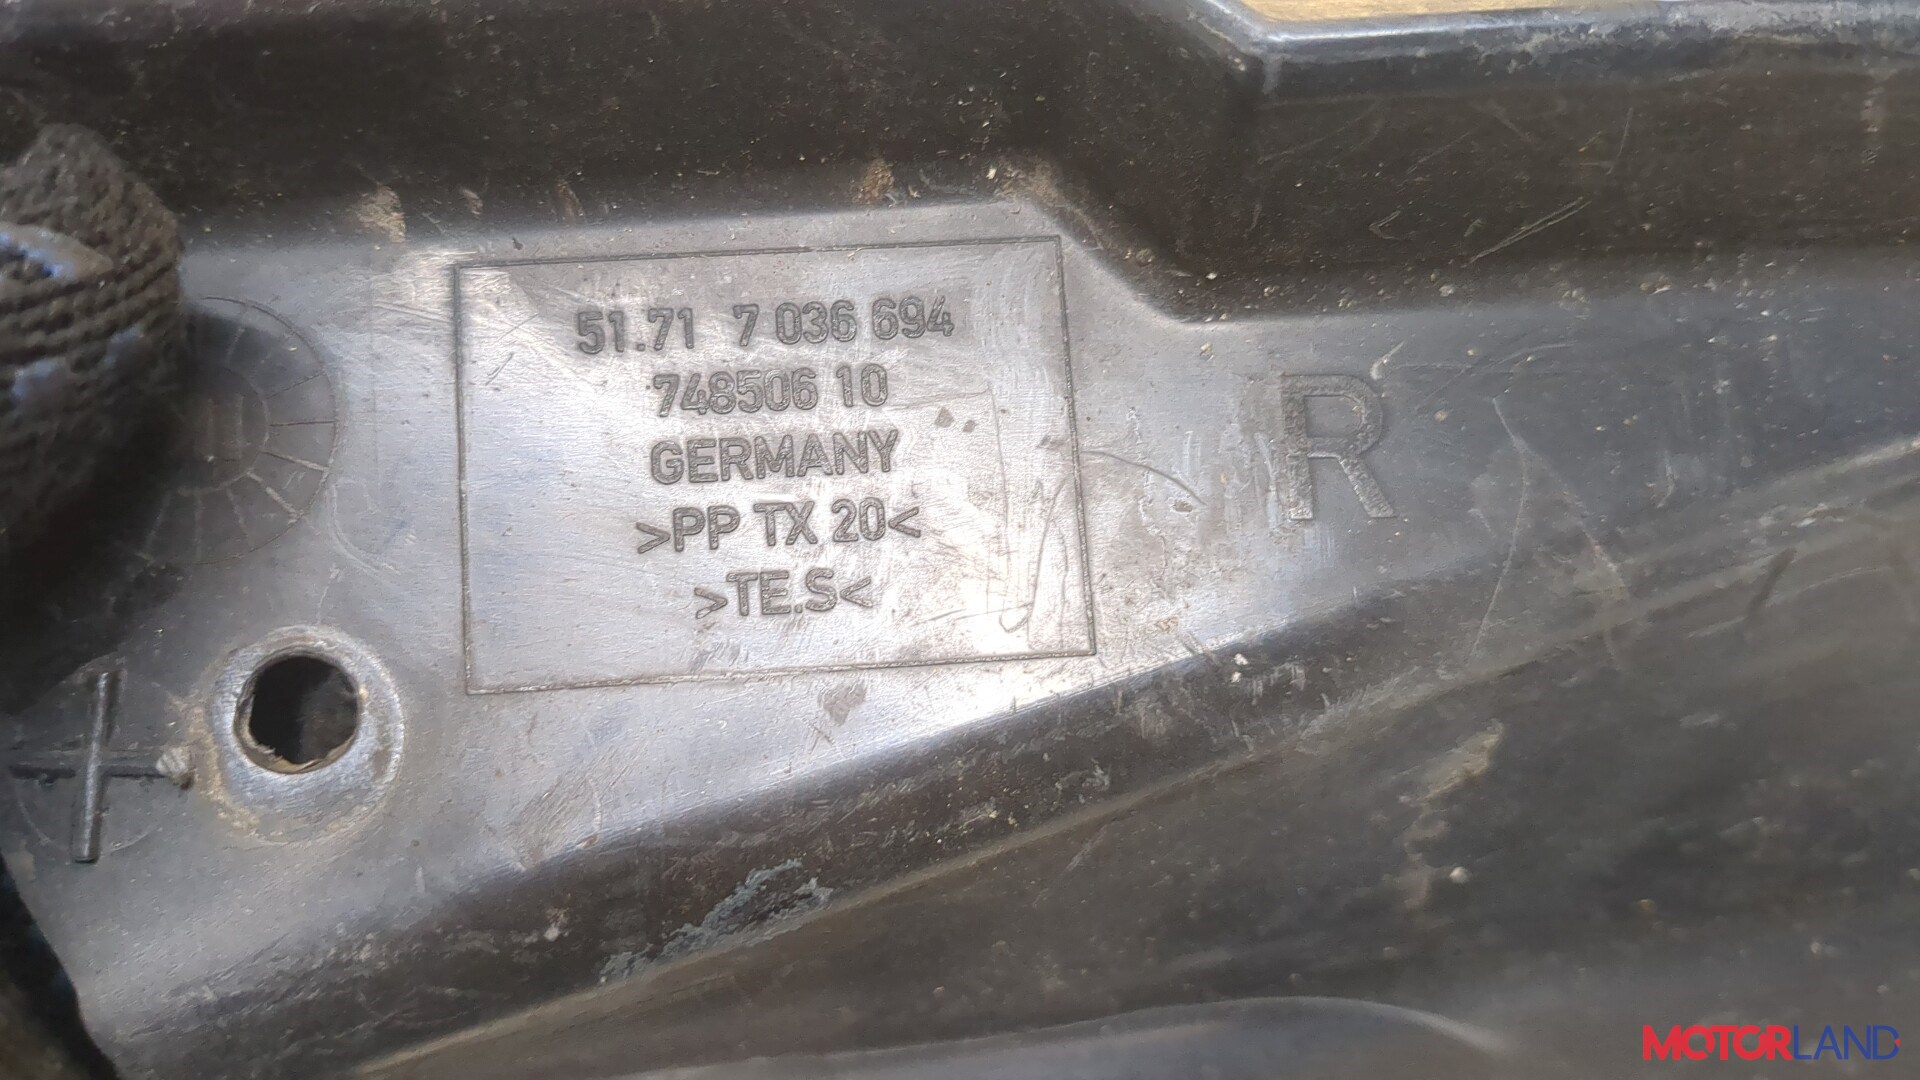 51.71 7 036 694
748506 10
GERMANY
>PP TX 20<
>TE.S<
R
MOTORLAND